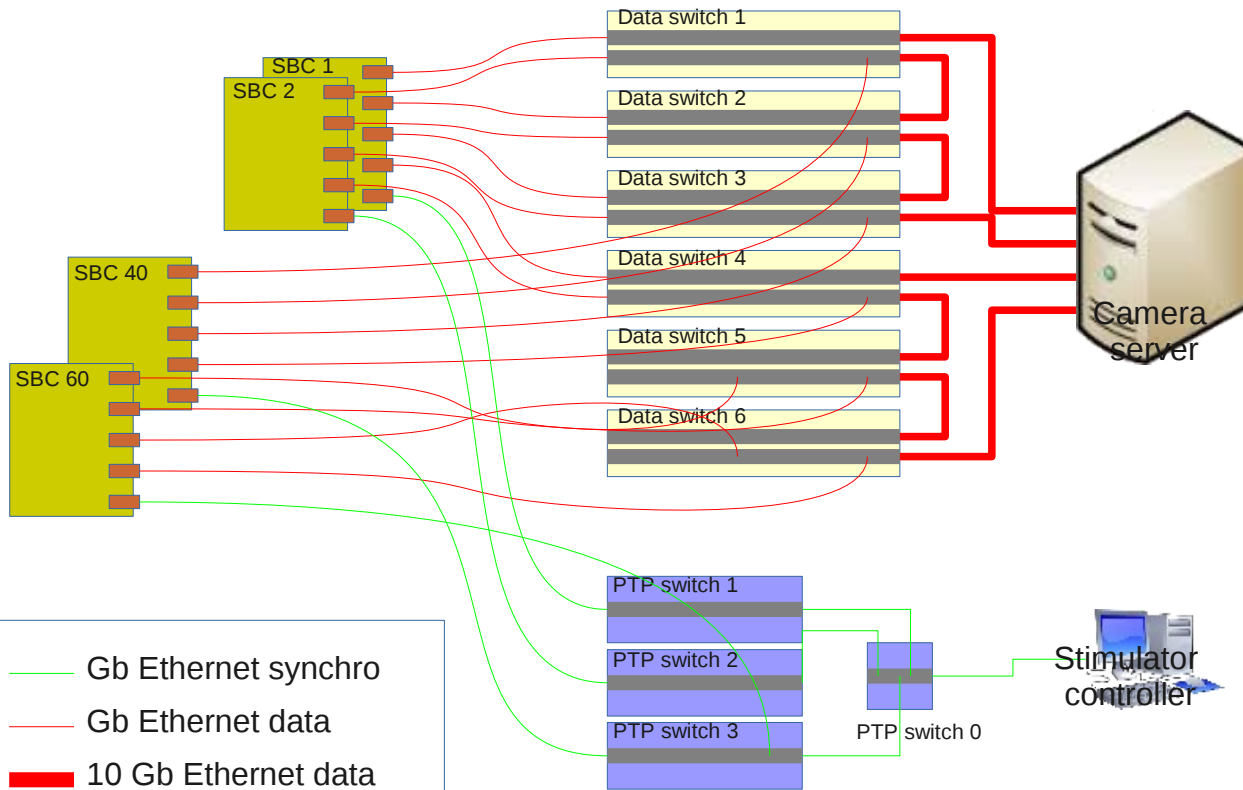 Data switch 1
SBC 1
SBC 2
Data switch 2
Data switch 3
Data switch 4
SBC 40
Camera
server
Data switch 5
SBC 60
Data switch 6
PTP switch 1
PTP switch 2
Stimulator
controller
PTP switch 3
PTP switch 0
Gb Ethernet synchro
Gb Ethernet data
10 Gb Ethernet data